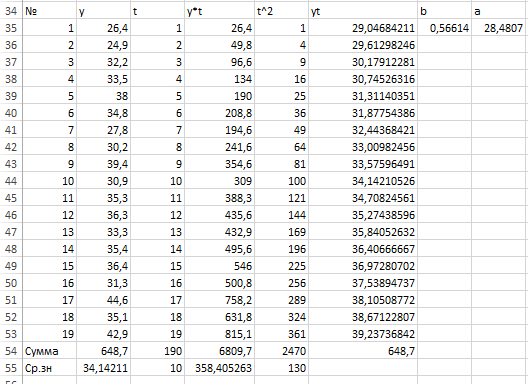 34 № y t y*t t^2 yt b a
35 1 26,4 1 26,4 1 29,04684211 0,56614 28,4807
36 2 24,9 2 49,8 4 29,61298246
37 3 32,2 3 96,6 9 30,17912281
38 4 33,5 4 134 16 30,74526316
39 5 38 5 190 25 31,31140351
40 6 34,8 6 208,8 36 31,87754386
41 7 27,8 7 194,6 49 32,44368421
42 8 30,2 8 241,6 64 33,00982456
43 9 39,4 9 354,6 81 33,57596491
44 10 30,9 10 309 100 34,14210526
45 11 35,3 11 388,3 121 34,70824561
46 12 36,3 12 435,6 144 35,27438596
47 13 33,3 13 432,9 169 35,84052632
48 14 35,4 14 495,6 196 36,40666667
49 15 36,4 15 546 225 36,97280702
50 16 31,3 16 500,8 256 37,53894737
51 17 44,6 17 758,2 289 38,10508772
52 18 35,1 18 631,8 324 38,67122807
53 19 42,9 19 815,1 361 39,23736842
54 Сумма 648,7 190 6809,7 2470 648,7
55 Ср.зн 34,14211 10 358,405263 130